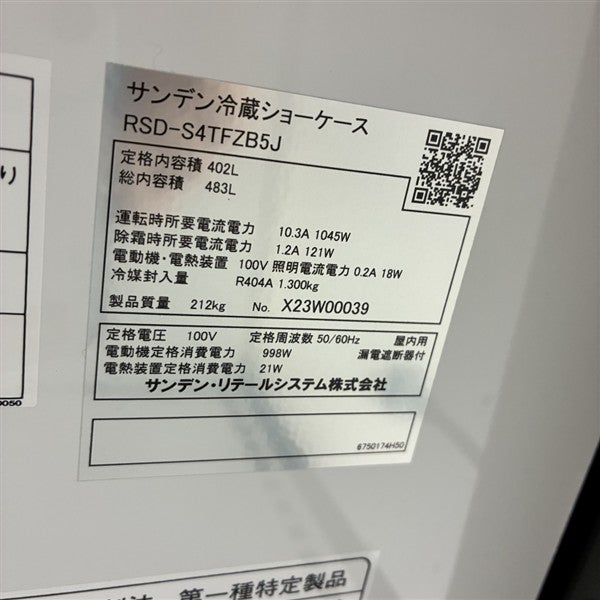 サンデン冷蔵ショーケース
RSD-S4TFZB5J
定格内容積 402L
総内容積 483L
運転時所要電流電力 10.3A 1045W
除霜時所要電流電力 1.2A 121W
電動機・電熱装置 100V 照明電流電力 0.2A 18W
冷媒封入量 R404A 1.300kg
製品質量 212kg No. X23W00039
定格電圧 100V 定格周波数 50/60Hz 屋内用
電動機定格消費電力 998W 漏電遮断器付
電熱装置定格消費電力 21W
サンデン・リテールシステム株式会社
6750174H50
り
0050
第一種特定製品